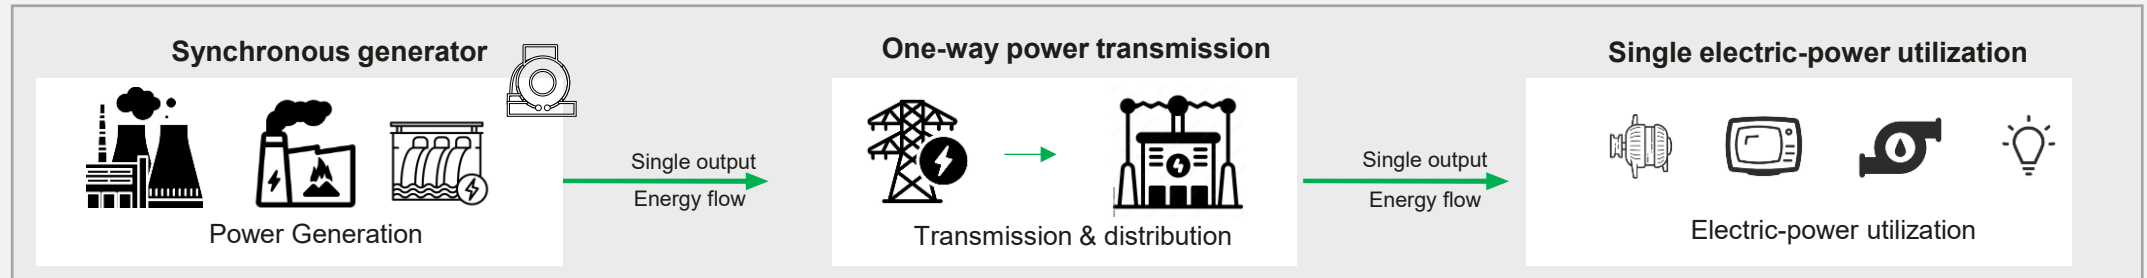 Synchronous generator
Power Generation
Single output
Energy flow
One-way power transmission
Transmission & distribution
Single output
Energy flow
Single electric-power utilization
Electric-power utilization